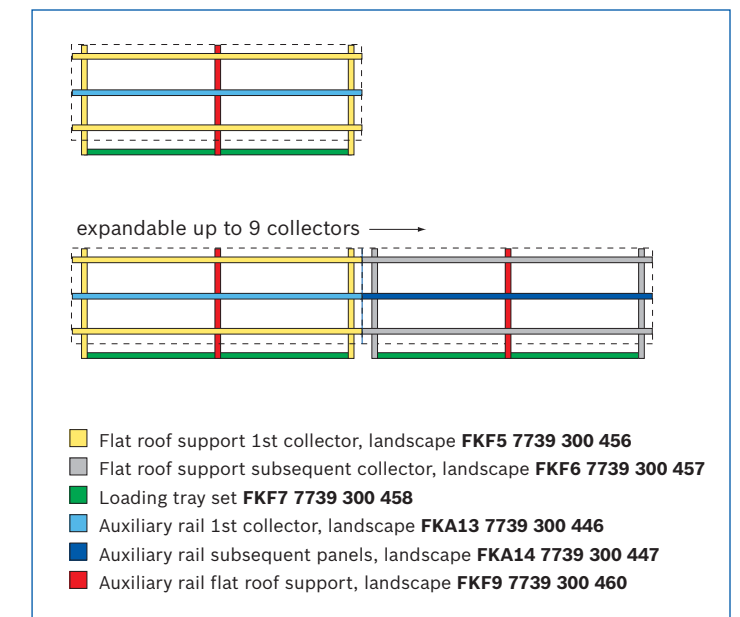 expandable up to 9 collectors
Flat roof support 1st collector, landscape FKF5 7739 300 456
Flat roof support subsequent collector, landscape FKF6 7739 300 457
Loading tray set FKF7 7739 300 458
Auxiliary rail 1st collector, landscape FKA13 7739 300 446
Auxiliary rail subsequent panels, landscape FKA14 7739 300 447
Auxiliary rail flat roof support, landscape FKF9 7739 300 460